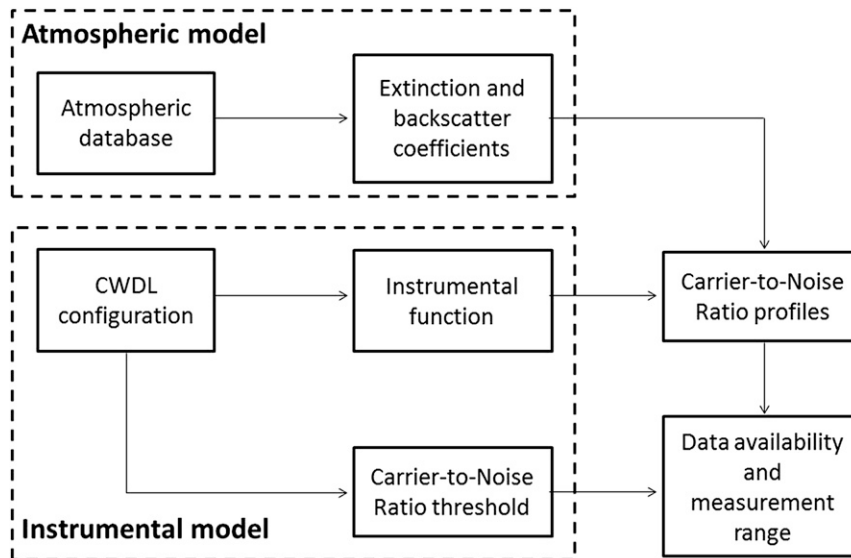 Atmospheric model
Atmospheric
database
Extinction and
backscatter
coefficients
CWDL
configuration
Instrumental
function
Carrier-to-Noise
Ratio profiles
Carrier-to-Noise
Ratio threshold
Data availability
and
measurement
range
Instrumental model